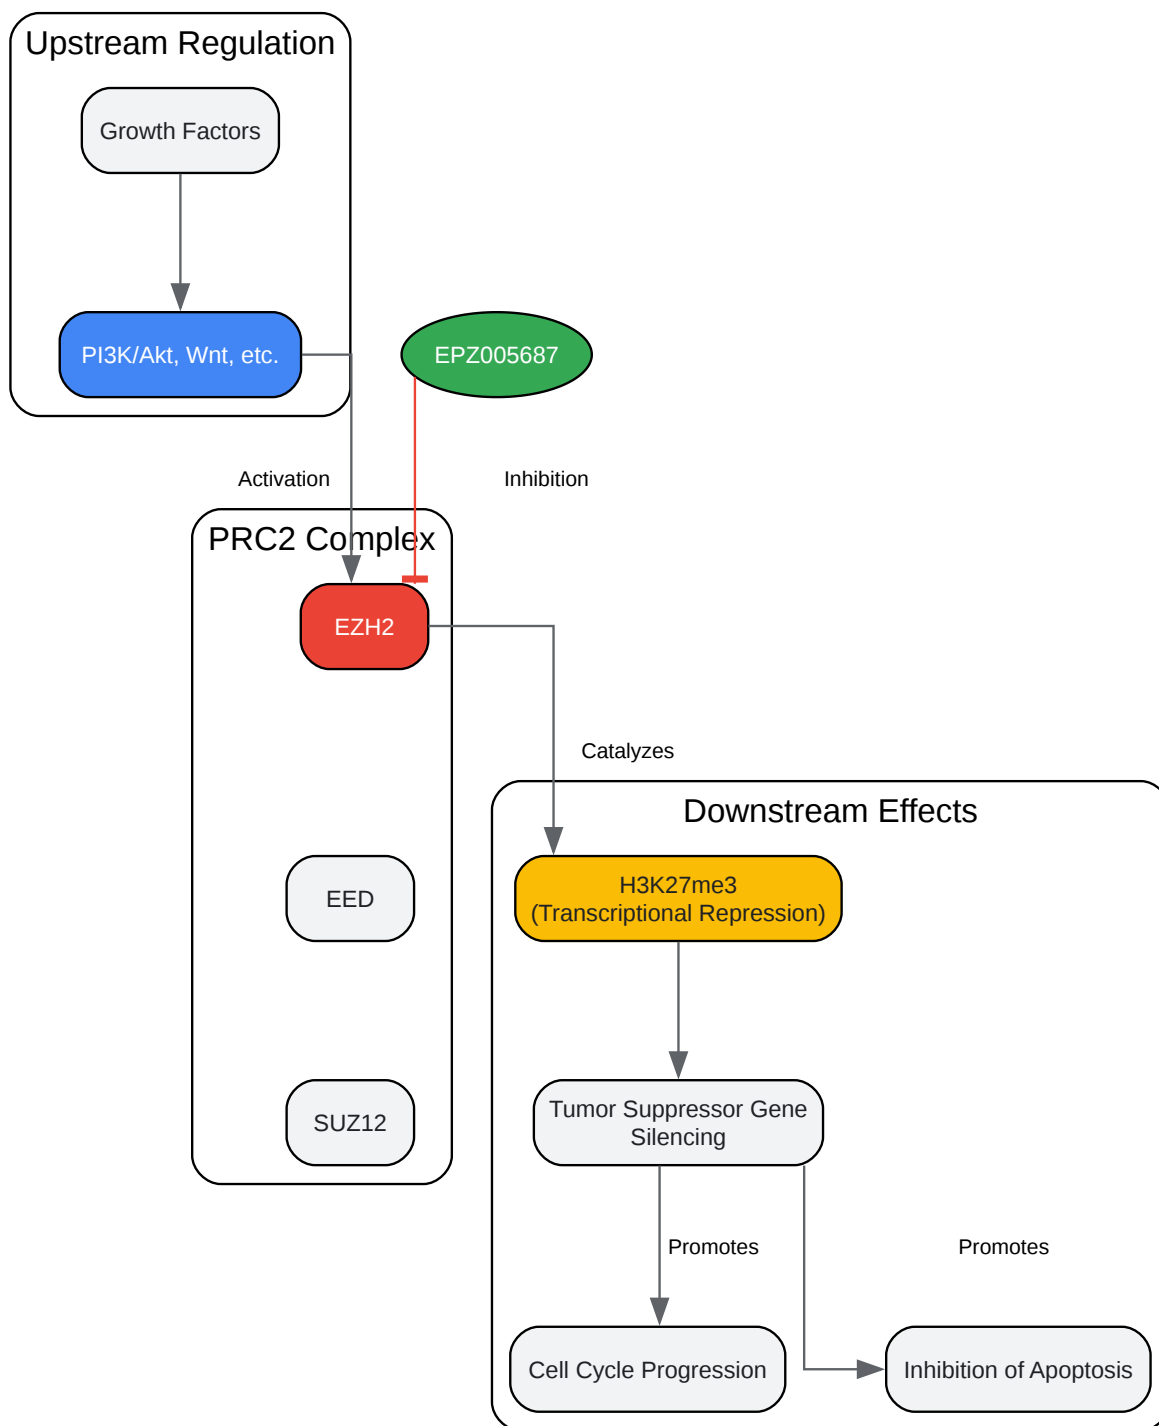 Upstream Regulation
Growth Factors
PI3K/Akt, Wnt, etc.
EPZ005687
Activation
Inhibition
PRC2 Complex
EZH2
Catalyzes
Downstream Effects
H3K27me3
(Transcriptional Repression)
EED
Tumor Suppressor Gene
Silencing
SUZ12
Promotes
Promotes
Cell Cycle Progression
Inhibition of Apoptosis